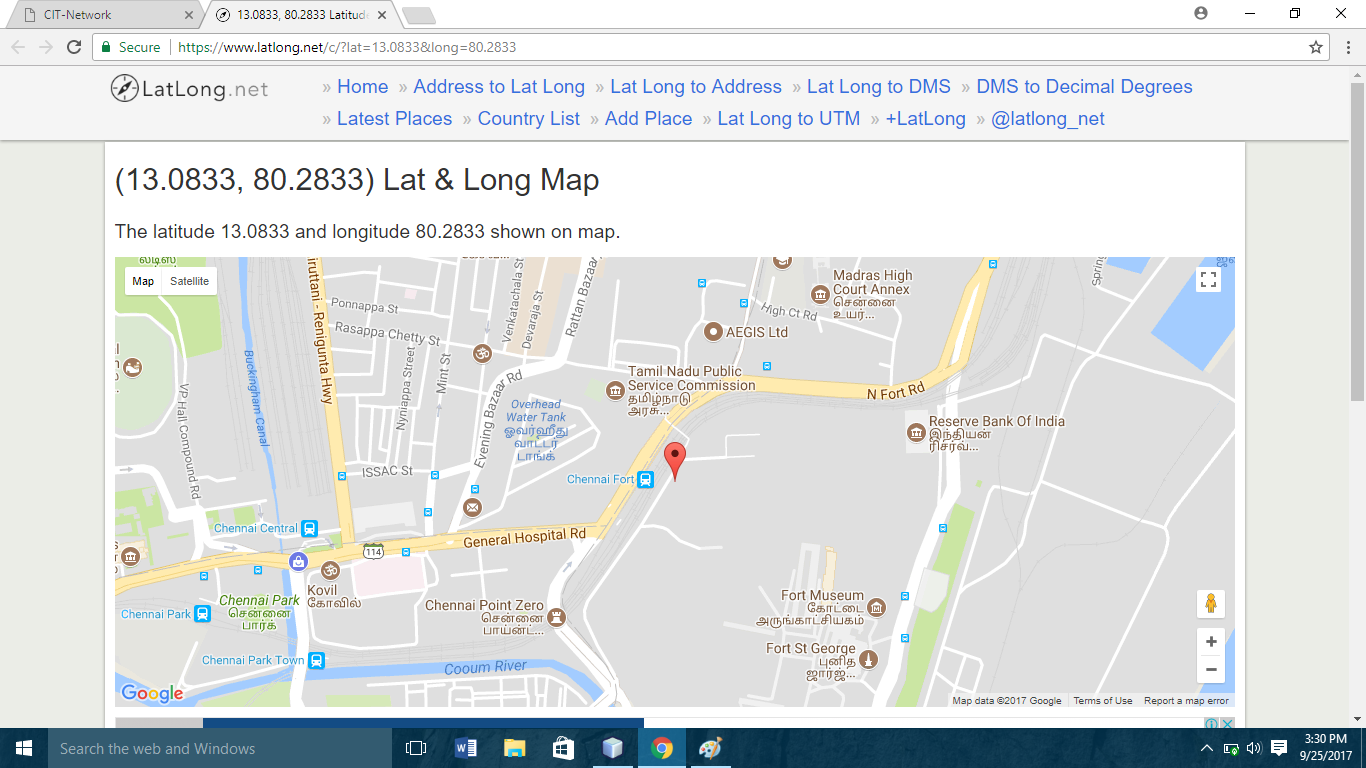 CIT-Network
13.0833, 80.2833 Latitud
Secure
https://www.latlong.net/c/?lat=13.0833&long=80.2833
LatLong.net
» Home » Address to Lat Long » Lat Long to Address » Lat Long to DMS » DMS to Decimal Degrees
» Latest Places » Country List » Add Place » Lat Long to UTM » +LatLong » @latlong_net
(13.0833, 80.2833) Lat & Long Map
The latitude 13.0833 and longitude 80.2833 shown on map.
Map
Satellite
iruttani - Renigunta Hwy
Ponnappa St
Rasappa Chetty St
Venkatachala St
Devaraja St
Rattan Bazaar
Madras High
Court Annex
சென்னை
உயர்...
High Ct Rd
Spring
AEGIS Ltd
Buckingham Canal
VP Hall Compound Rd
Nyniappa Street
Mint St
Evening Bazaar Rd
Tamil Nadu Public
Service Commission
தமிழ்நாடு
அரசு...
N Fort Rd
Overhead
Water Tank
ஓவர்ஹீது
வாட்டர்
டாங்க்
Reserve Bank Of India
இந்தியன்
ரிசர்வ்...
ISSAC St
Chennai Fort
Chennai Central
General Hospital Rd
114
Kovil
கோவில்
Chennai Park
சென்னை
பார்க்
Chennai Park
Chennai Point Zero
சென்னை
பாயன்ட்...
Fort Museum
கோட்டை
அருங்காட்சியகம்
Fort St George
புனித
ஜார்ஜ்...
Chennai Park Town
Cooum River
Google
Map data ©2017 Google
Terms of Use
Report a map error
Search the web and Windows
3:30 PM
9/25/2017